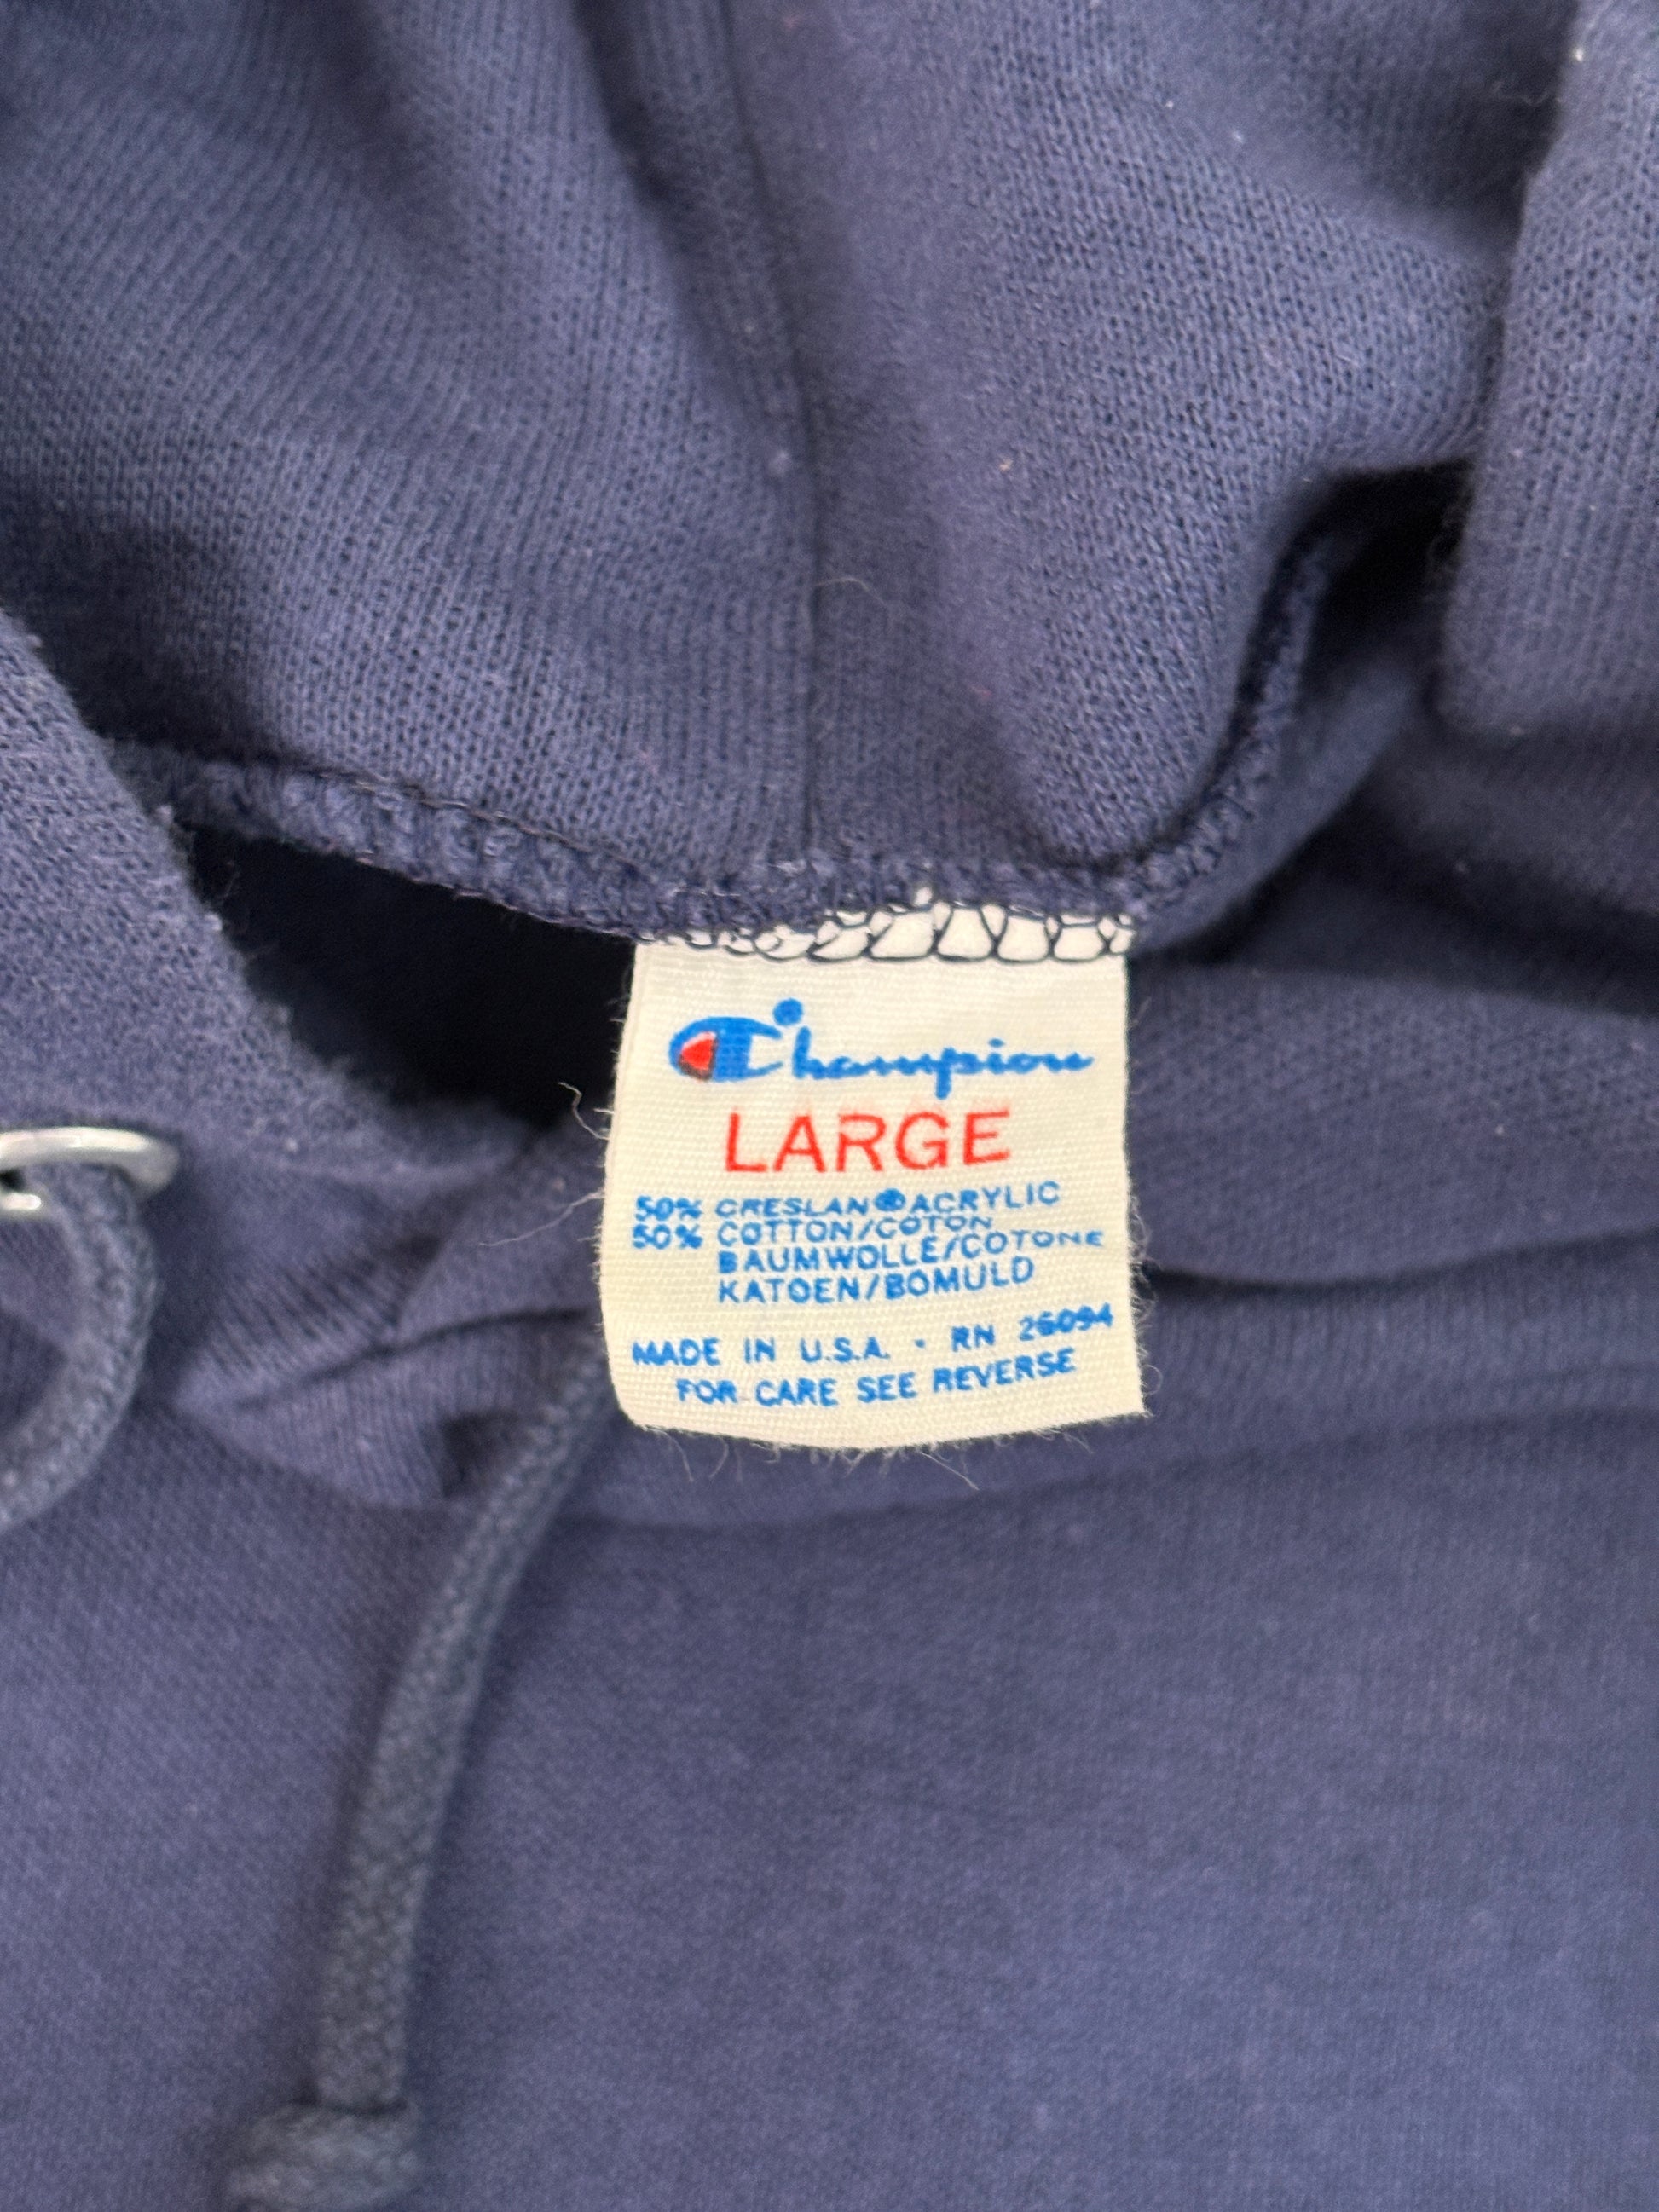 Champion
LARGE
50% CRESLAN® ACRYLIC
50% COTTON/COTON
BAUMWOLLE/COTONE
KATOEN/BOMULD
MADE IN U.S.A. · RN 26094
FOR CARE SEE REVERSE